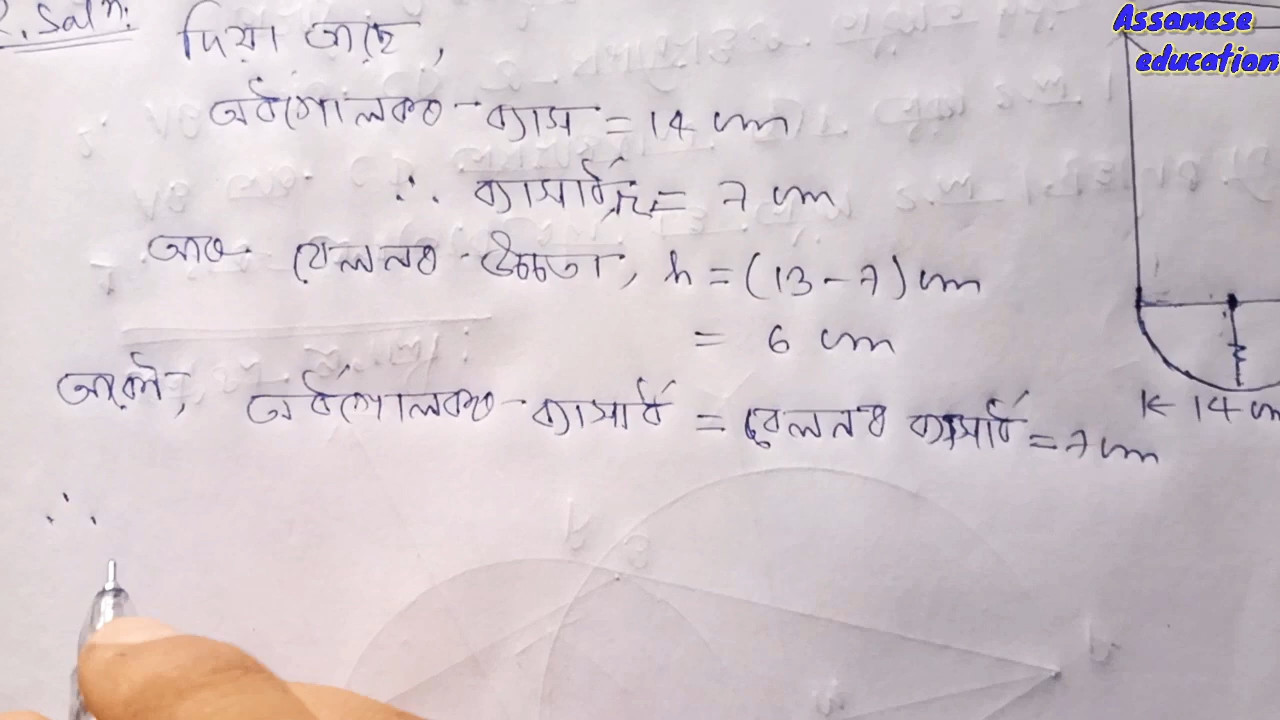 2. Solⁿ:
দিয়া আছে,
অৰ্ধগোলকৰ ব্যাস = 14 cm
∴ ব্যাসাৰ্ধ, r = 7 cm
আৰু বেলনৰ উচ্চতা, h = (13 - 7) cm
= 6 cm
আকৌ, অৰ্ধগোলকৰ ব্যাসাৰ্ধ = বেলনৰ ব্যাসাৰ্ধ = 7 cm
∴
14 cm
Assamese
education